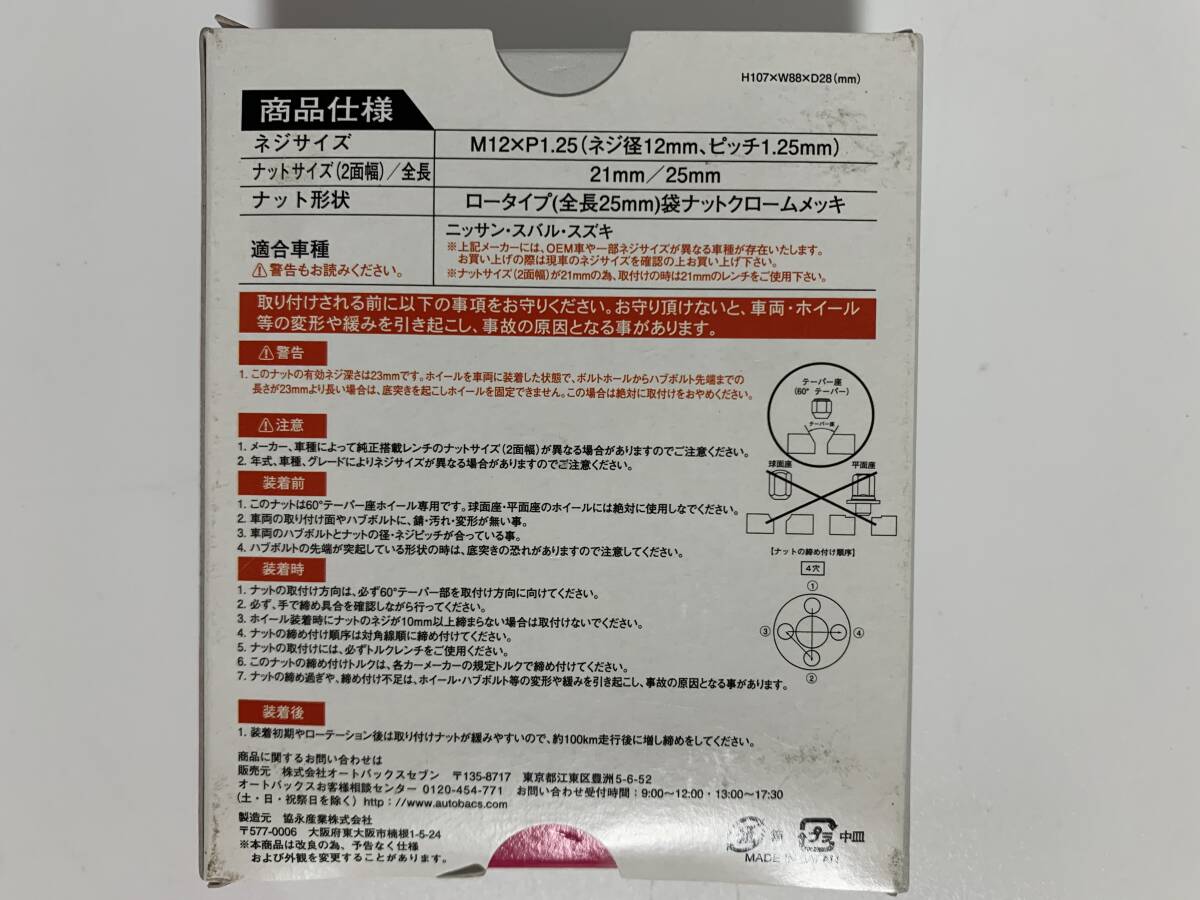 H107×W88×D28(mm)
商品仕様
ネジサイズ M12×P1.25(ネジ径12mm、ピッチ1.25mm)
ナットサイズ(2面幅)/全長 21mm/25mm
ナット形状 ロータイプ(全長25mm)袋ナットクロームメッキ
適合車種
⚠警告もお読みください。
ニッサン・スバル・スズキ
※上記メーカーには、OEM車や一部ネジサイズが異なる車種が存在いたします。
お買い上げの際は現車のネジサイズを確認の上お買い上げ下さい。
※ナットサイズ(2面幅)が21mmの為、取付けの時は21mmのレンチをご使用下さい。
取り付けされる前に以下の事項をお守りください。お守り頂けないと、車両・ホイール
等の変形や緩みを引き起こし、事故の原因となる事があります。
⚠警告
1. このナットの有効ネジ深さは23mmです。ホイールを車両に装着した状態で、ボルトホールからハブボルト先端までの
長さが23mmより長い場合は、底突きを起こしホイールを固定できません。この場合は絶対に取付けをおやめください。
⚠注意
1. メーカー、車種によって純正搭載レンチのナットサイズ(2面幅)が異なる場合がありますのでご注意ください。
2. 年式、車種、グレードによりネジサイズが異なる場合がありますのでご注意ください。
装着前
1. このナットは60°テーパー座ホイール専用です。球面座・平面座のホイールには絶対に使用しなでください。
2. 車両の取り付け面やハブボルトに、錆・汚れ・変形が無い事。
3. 車両のハブボルトとナットの径・ネジピッチが合っている事。
4. ハブボルトの先端が突起している形状の時は、底突きの恐れがありますので注意してください。
装着時
1. ナットの取付け方向は、必ず60°テーパー部を取付け方向に向けてください。
2. 必ず、手で締め具合を確認しながら行ってください。
3. ホイール装着時にナットのネジが10mm以上締まらない場合は取付けないでください。
4. ナットの締め付け順序は対角線順に締め付けてください。
5. ナットの取付けには、必ずトルクレンチをご使用ください。
6. このナットの締め付けトルクは、各カーメーカーの規定トルクで締め付けてください。
7. ナットの締め過ぎや、締め付け不足は、ホイール・ハブボルト等の変形や緩みを引き起こし、事故の原因となる事があります。
装着後
1. 装着初期やローテーション後は取り付けナットが緩みやすいので、約100km走行後に増し締めをしてください。
テーパー座
(60° テーパー)
テーパー座
球面座 平面座
【ナットの締め付け順序】
4穴
①
③ ④
②
商品に関するお問い合わせは
販売元 株式会社オートバックスセブン 〒135-8717 東京都江東区豊洲5-6-52
オートバックスお客様相談センター 0120-454-771 お問い合わせ受付時間:9:00~12:00・13:00~17:30
(土・日・祝祭日を除く) http://www.autobacs.com
製造元 協永産業株式会社
〒577-0006 大阪府東大阪市楠根1-5-24
※本商品は改良の為、予告なく仕様
および外観を変更することがあります。
紙 箱 プラ 中皿
MADE IN JAPAN